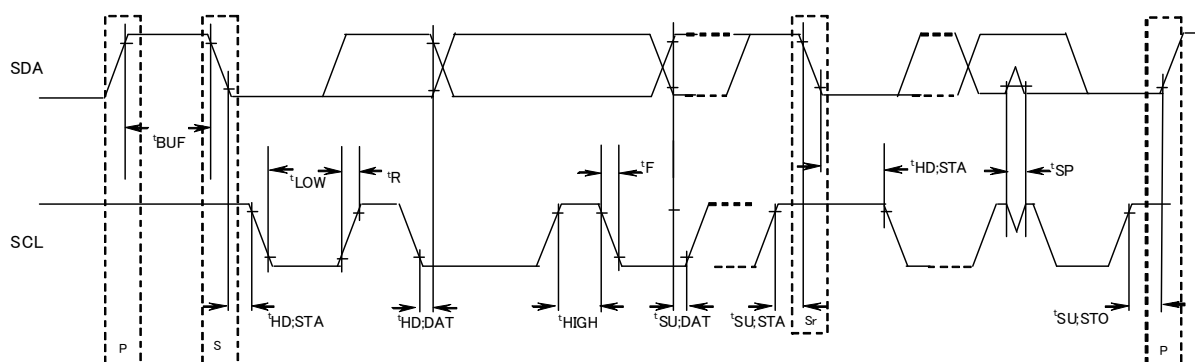 SDA
tBUF
tLOW
tR
tF
tHD;STA
tSP
SCL
tHD;STA
tHD;DAT
tHIGH
tSU;DAT
tSU;STA
Sr
tSU;STO
P
S
P